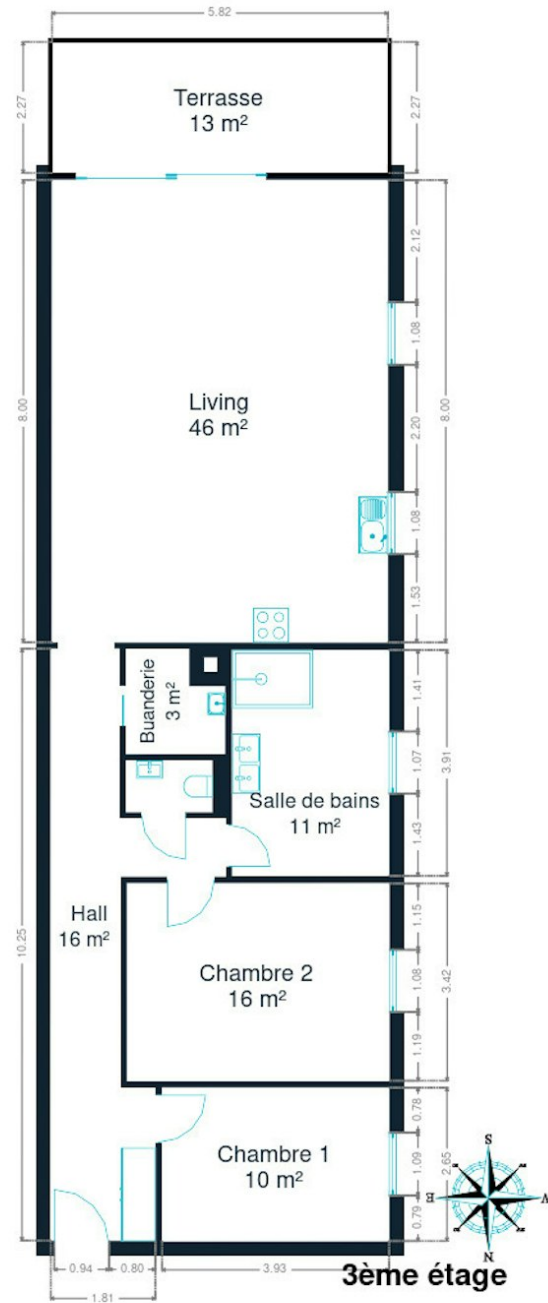 5.82
2.27
2.27
Terrasse
13 m²
8.00
2.12
1.08
2.20
8.00
1.08
1.53
Living
46 m²
10.25
Buanderie
3 m²
1.41
1.07
3.91
1.43
Salle de bains
11 m²
Hall
16 m²
1.15
1.08
3.42
1.19
Chambre 2
16 m²
0.78
1.09
2.65
0.79
Chambre 1
10 m²
S
E
N
0.94
0.80
3.93
1.81
3ème étage